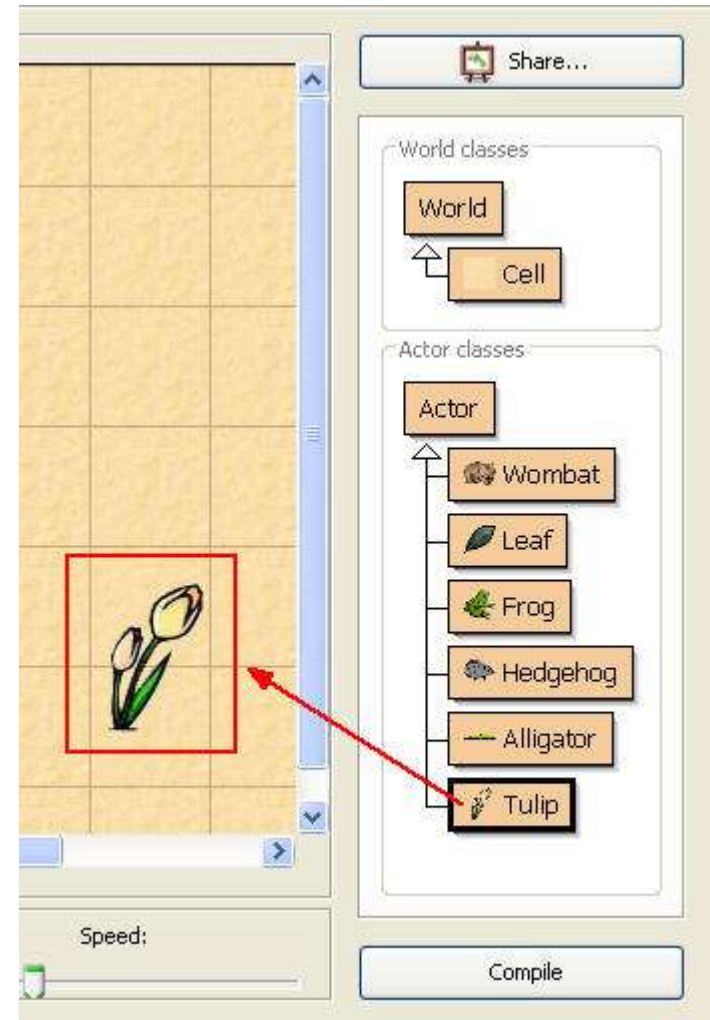 Share...
World classes
World
Cell
Actor classes
Actor
Wombat
Leaf
Frog
Hedgehog
Alligator
Tulip
Speed:
Compile